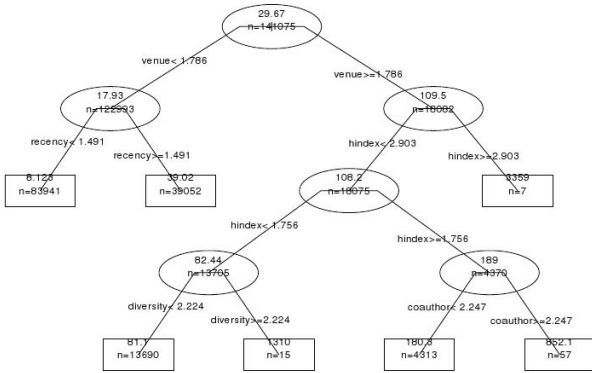 29.67
n=141075
venue< 1.786
venue>=1.786
17.93
n=122993
109.5
n=18082
recency< 1.491
recency>=1.491
hindex< 2.903
hindex>=2.903
8.123
n=83941
39.02
n=39052
108.2
n=18075
3359
n=7
hindex< 1.756
hindex>=1.756
82.44
n=13705
189
n=4370
diversity< 2.224
diversity>=2.224
coauthor< 2.247
coauthor>=2.247
81.1
n=13690
1310
n=15
180.3
n=4313
852.1
n=57